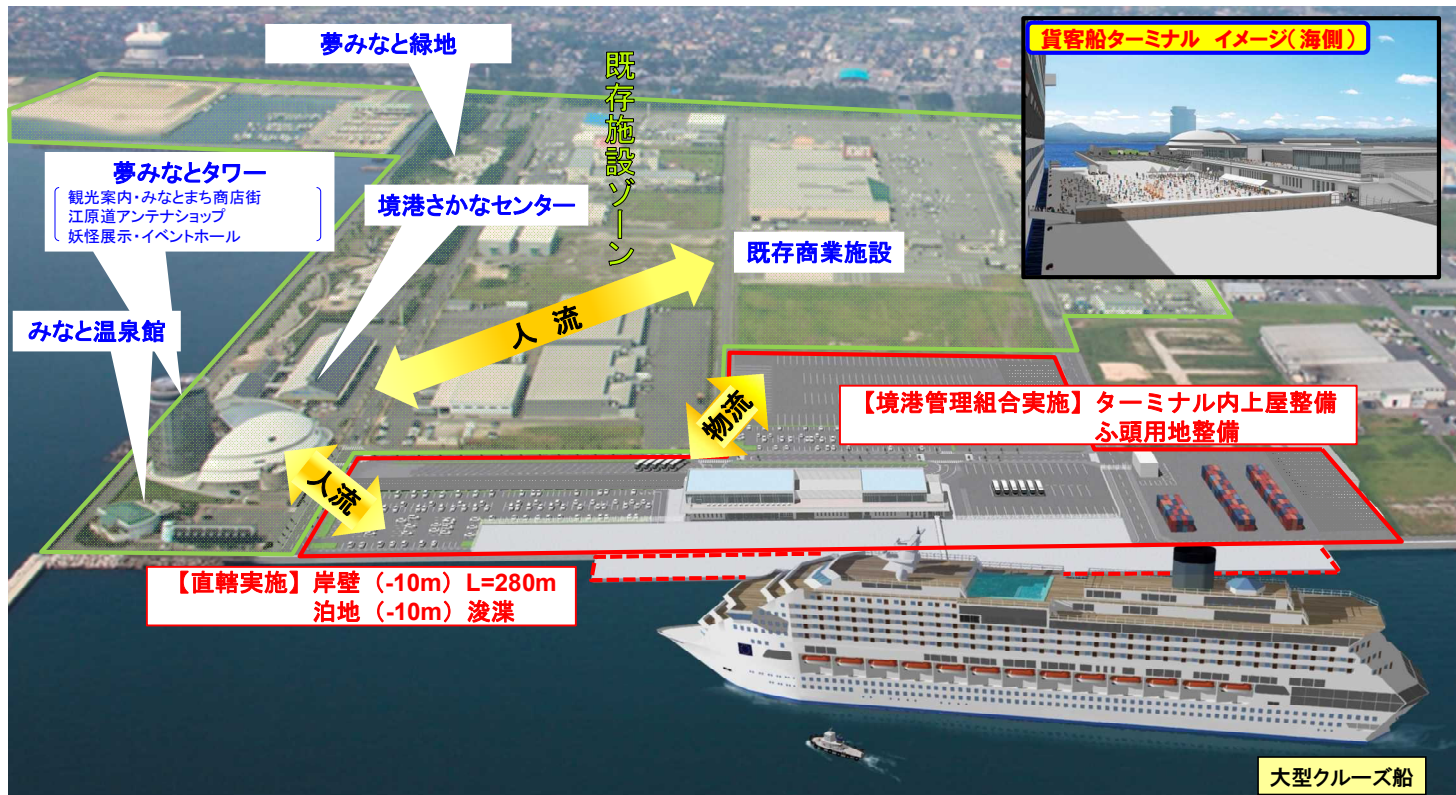 夢みなと緑地
既存施設ゾーン
貨客船ターミナル イメージ(海側)
夢みなとタワー
観光案内・みなとまち商店街
江原道アンテナショップ
妖怪展示・イベントホール
境港さかなセンター
既存商業施設
みなと温泉館
人 流
物流
【境港管理組合実施】ターミナル内上屋整備
ふ頭用地整備
人流
【直轄実施】岸壁(-10m)L=280m
泊地(-10m)浚渫
大型クルーズ船